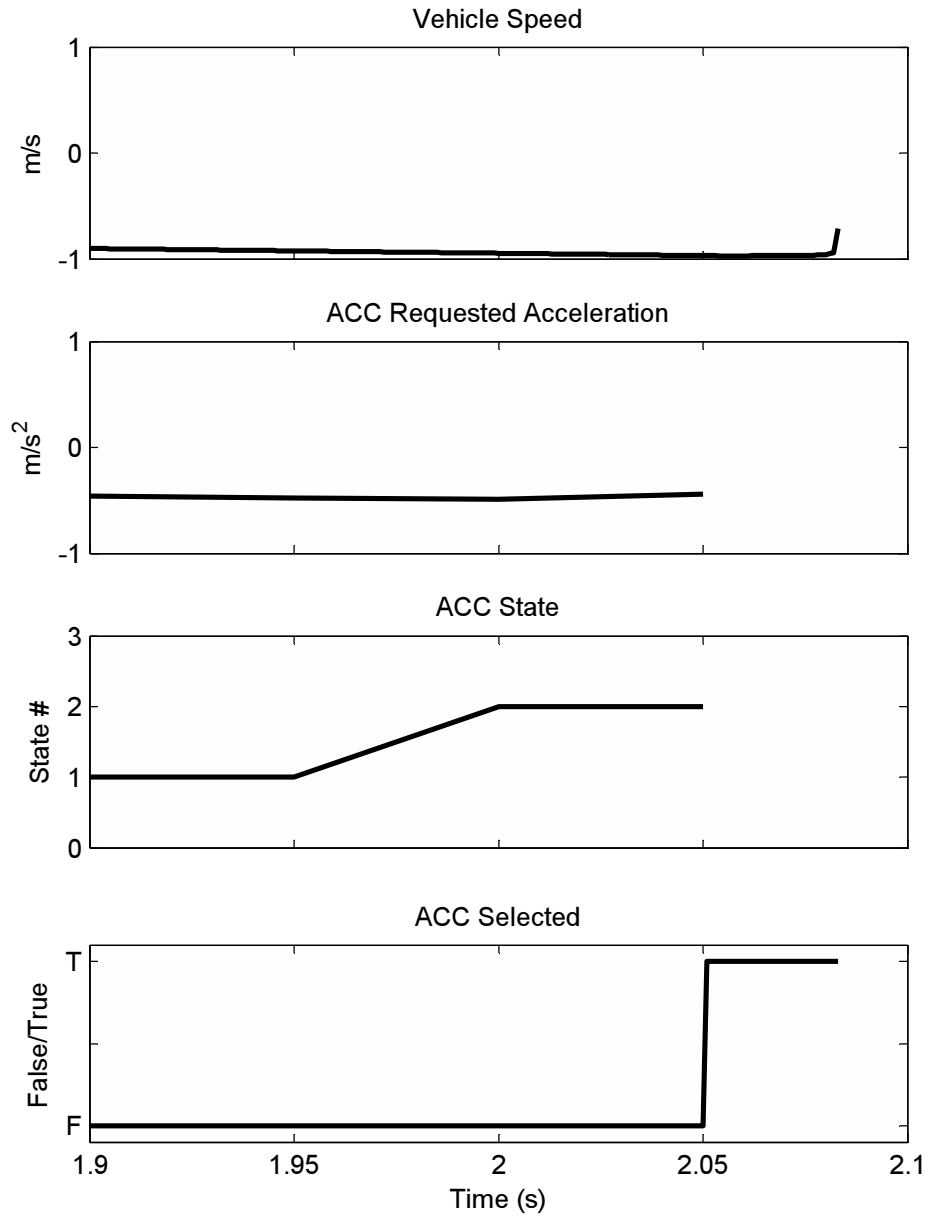 Vehicle Speed
1
0
-1
m/s
ACC Requested Acceleration
1
0
-1
m/s²
ACC State
3
2
1
0
State #
ACC Selected
T
F
False/True
1.9 1.95 2 2.05 2.1
Time (s)